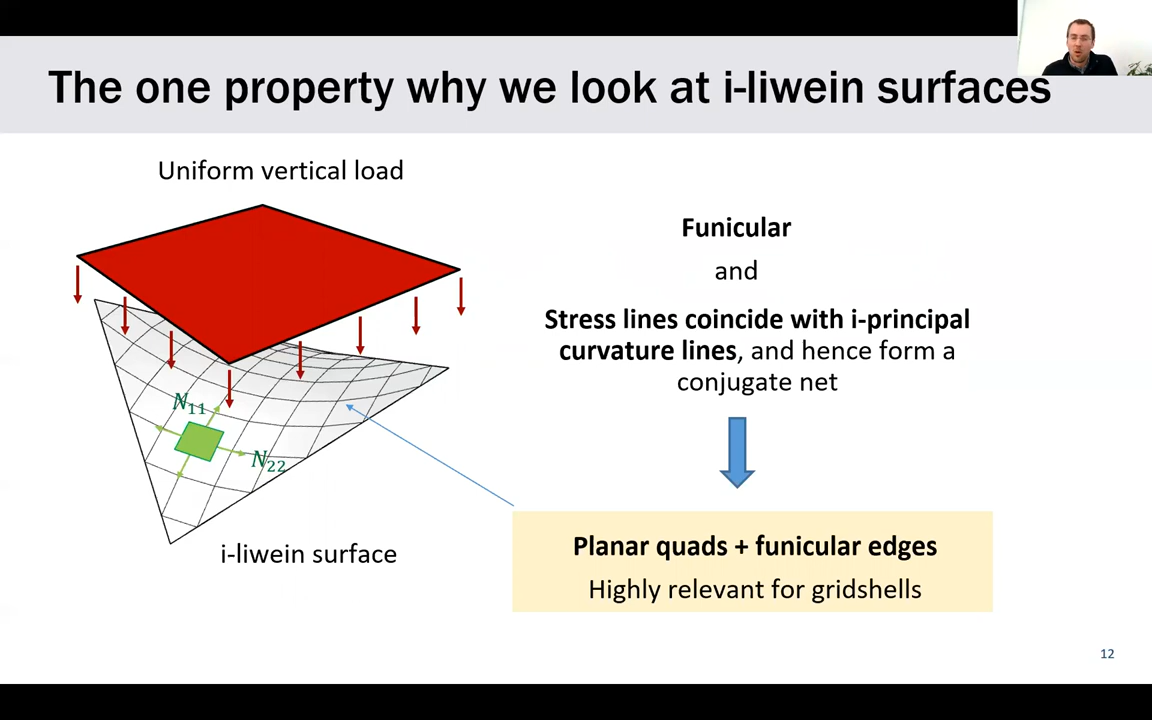 The one property why we look at i-liwein surfaces
Uniform vertical load
Funicular
and
Stress lines coincide with i-principal
curvature lines, and hence form a
conjugate net
N11
N22
i-liwein surface
Planar quads + funicular edges
Highly relevant for gridshells
12